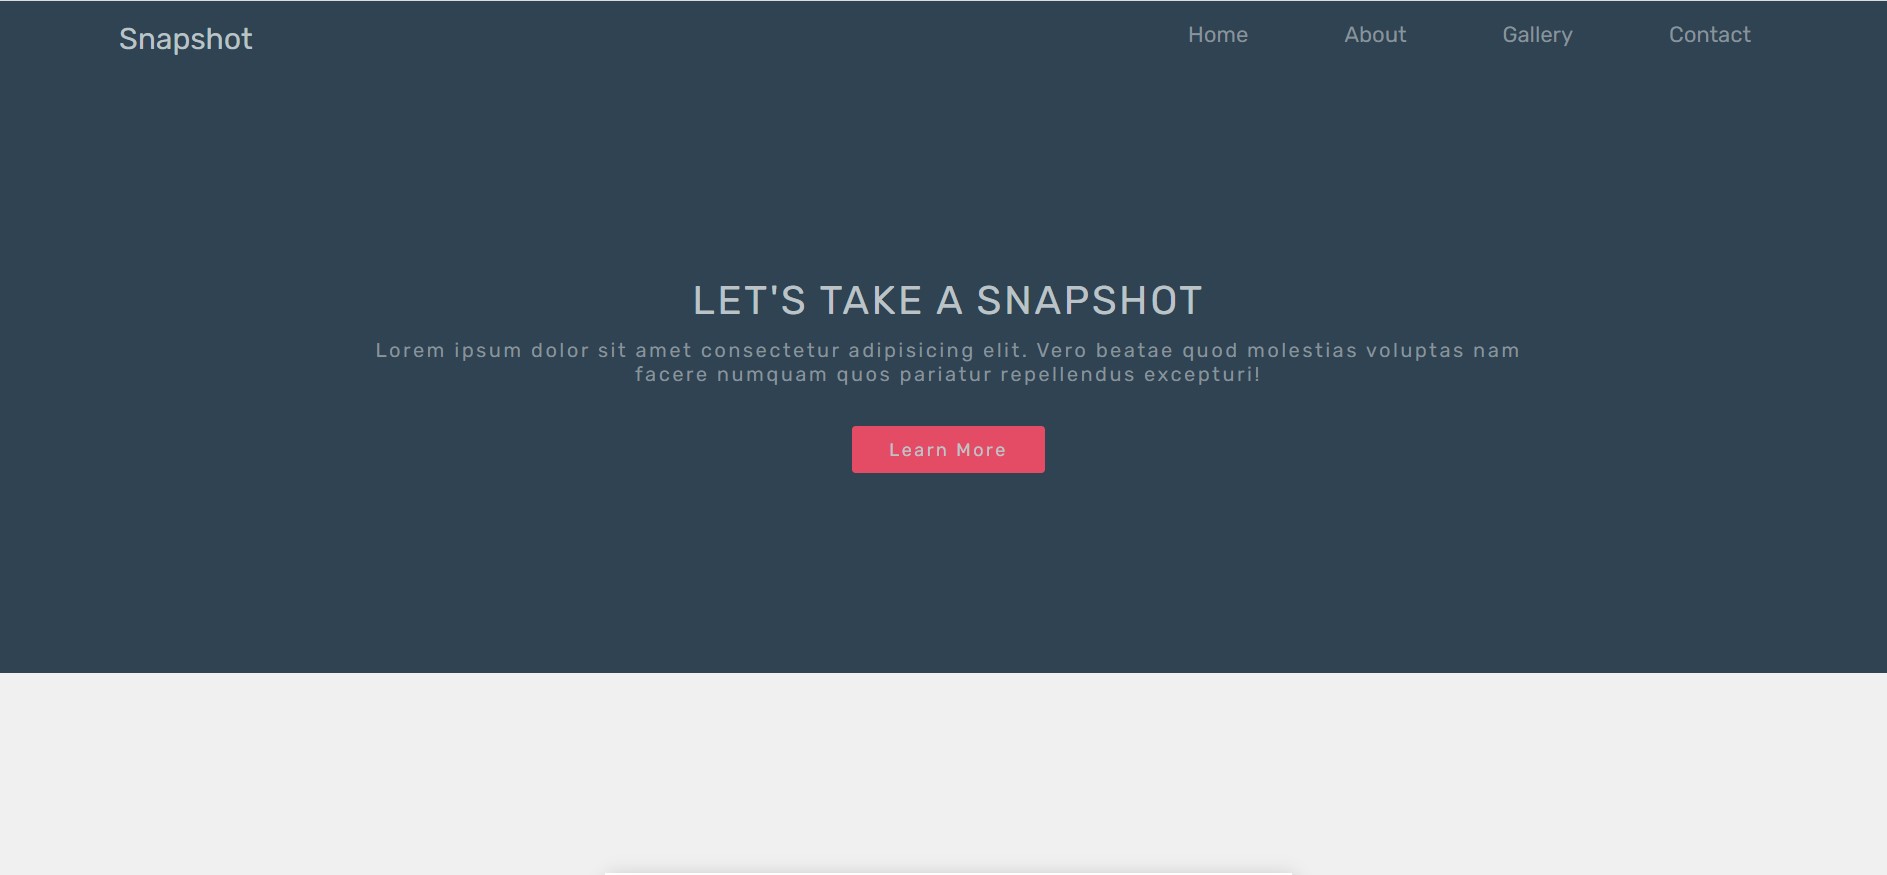 Snapshot
Home About Gallery Contact
LET'S TAKE A SNAPSHOT
Lorem ipsum dolor sit amet consectetur adipisicing elit. Vero beatae quod molestias voluptas nam
facere numquam quos pariatur repellendus excepturi!
Learn More